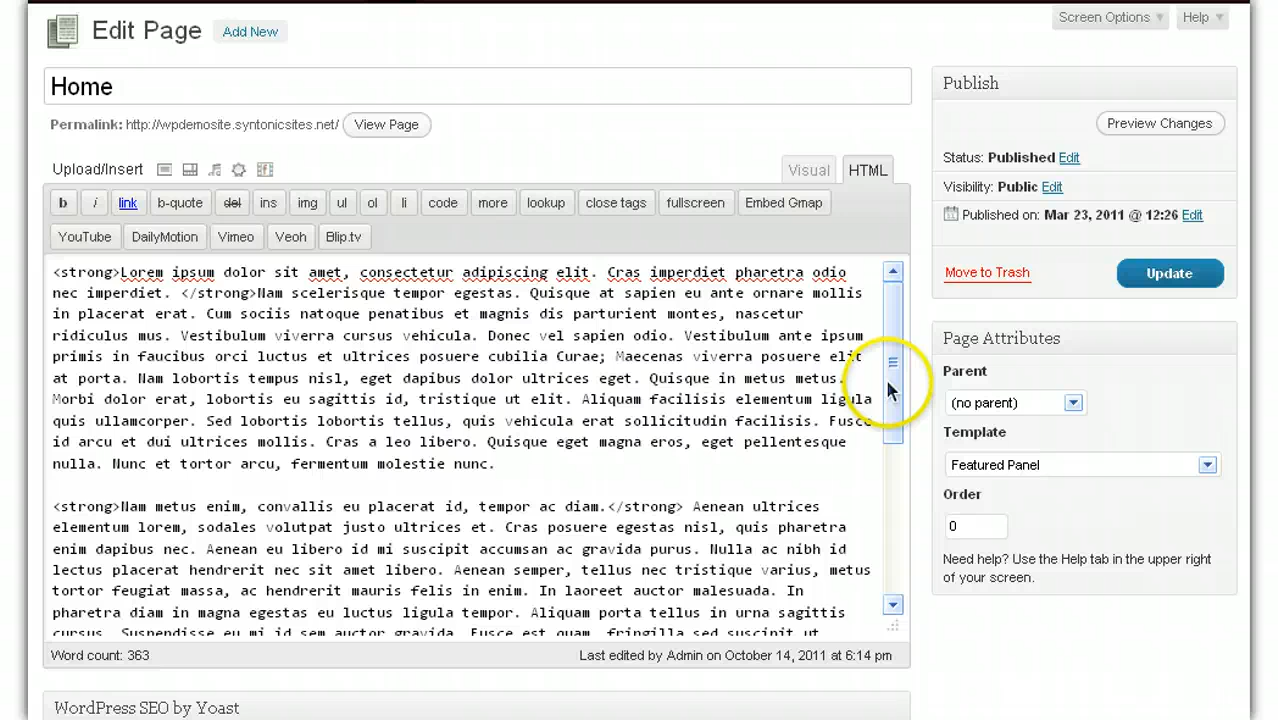 Edit Page Add New Screen Options Help
Home
Permalink: http://wpdemosite.syntonicsites.net/ View Page
Upload/Insert Visual HTML
b i link b-quote del ins img ul ol li code more lookup close tags fullscreen Embed Gmap
YouTube DailyMotion Vimeo Veoh Blip.tv
<strong>Lorem ipsum dolor sit amet, consectetur adipiscing elit. Cras imperdiet pharetra odio
nec imperdiet. </strong>Nam scelerisque tempor egestas. Quisque at sapien eu ante ornare mollis
in placerat erat. Cum sociis natoque penatibus et magnis dis parturient montes, nascetur
ridiculus mus. Vestibulum viverra cursus vehicula. Donec vel sapien odio. Vestibulum ante ipsum
primis in faucibus orci luctus et ultrices posuere cubilia Curae; Maecenas viverra posuere elit
at porta. Nam lobortis tempus nisl, eget dapibus dolor ultrices eget. Quisque in metus metus.
Morbi dolor erat, lobortis eu sagittis id, tristique ut elit. Aliquam facilisis elementum ligula
quis ullamcorper. Sed lobortis lobortis tellus, quis vehicula erat sollicitudin facilisis. Fusce
id arcu et dui ultrices mollis. Cras a leo libero. Quisque eget magna eros, eget pellentesque
nulla. Nunc et tortor arcu, fermentum molestie nunc.
<strong>Nam metus enim, convallis eu placerat id, tempor ac diam.</strong> Aenean ultrices
elementum lorem, sodales volutpat justo ultrices et. Cras posuere egestas nisl, quis pharetra
enim dapibus nec. Aenean eu libero id mi suscipit accumsan ac gravida purus. Nulla ac nibh id
lectus placerat hendrerit nec sit amet libero. Aenean semper, tellus nec tristique varius, metus
tortor feugiat massa, ac hendrerit mauris felis in enim. In laoreet auctor malesuada. In
pharetra diam in magna egestas eu luctus ligula tempor. Aliquam porta tellus in urna sagittis
cursus. Suspendisse eu mi id sem auctor gravida. Fusce est quam, fringilla sed suscipit ut
Word count: 363 Last edited by Admin on October 14, 2011 at 6:14 pm
WordPress SEO by Yoast
Publish
Preview Changes
Status: Published Edit
Visibility: Public Edit
Published on: Mar 23, 2011 @ 12:26 Edit
Move to Trash Update
Page Attributes
Parent
(no parent)
Template
Featured Panel
Order
0
Need help? Use the Help tab in the upper right
of your screen.